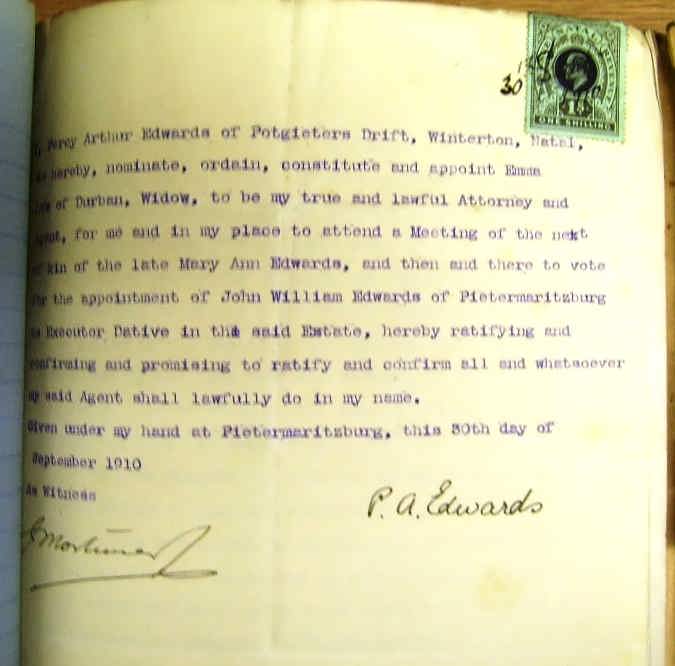 30
ONE SHILLING
I, Percy Arthur Edwards of Potgieters Drift, Winterton, Natal,
do hereby, nominate, ordain, constitute and appoint Emma
of Durban, Widow, to be my true and lawful Attorney and
Agent, for me and in my place to attend a Meeting of the next
of kin of the late Mary Ann Edwards, and then and there to vote
for the appointment of John William Edwards of Pietermaritzburg
as Executor Dative in the said Estate, hereby ratifying and
confirming and promising to ratify and confirm all and whatsoever
my said Agent shall lawfully do in my name.
Given under my hand at Pietermaritzburg, this 30th day of
September 1910
As Witness
P. A. Edwards
J Mortimer